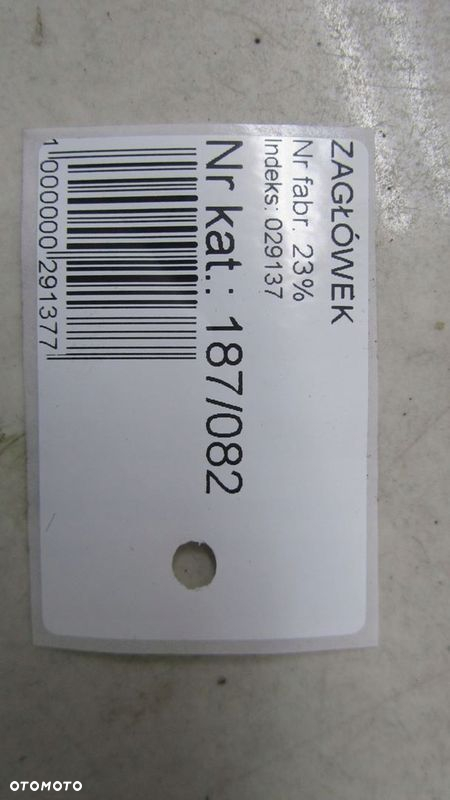 ZAGŁÓWEK
Nr fabr. 23%
Indeks: 029137
Nr kat.: 187/082
1 000000 291377
OTOMOTO